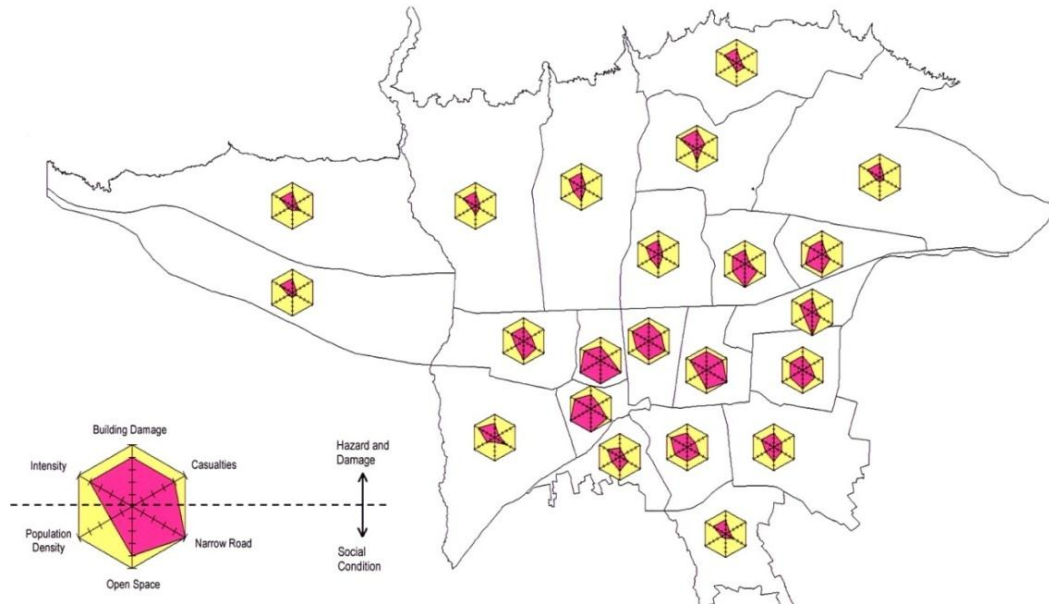 Building Damage
Intensity
Casualties
Population
Density
Narrow Road
Open Space
Hazard and
Damage
Social
Condition